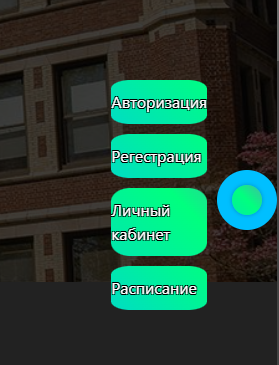 Авторизация
Регестрация
Личный
кабинет
Расписание